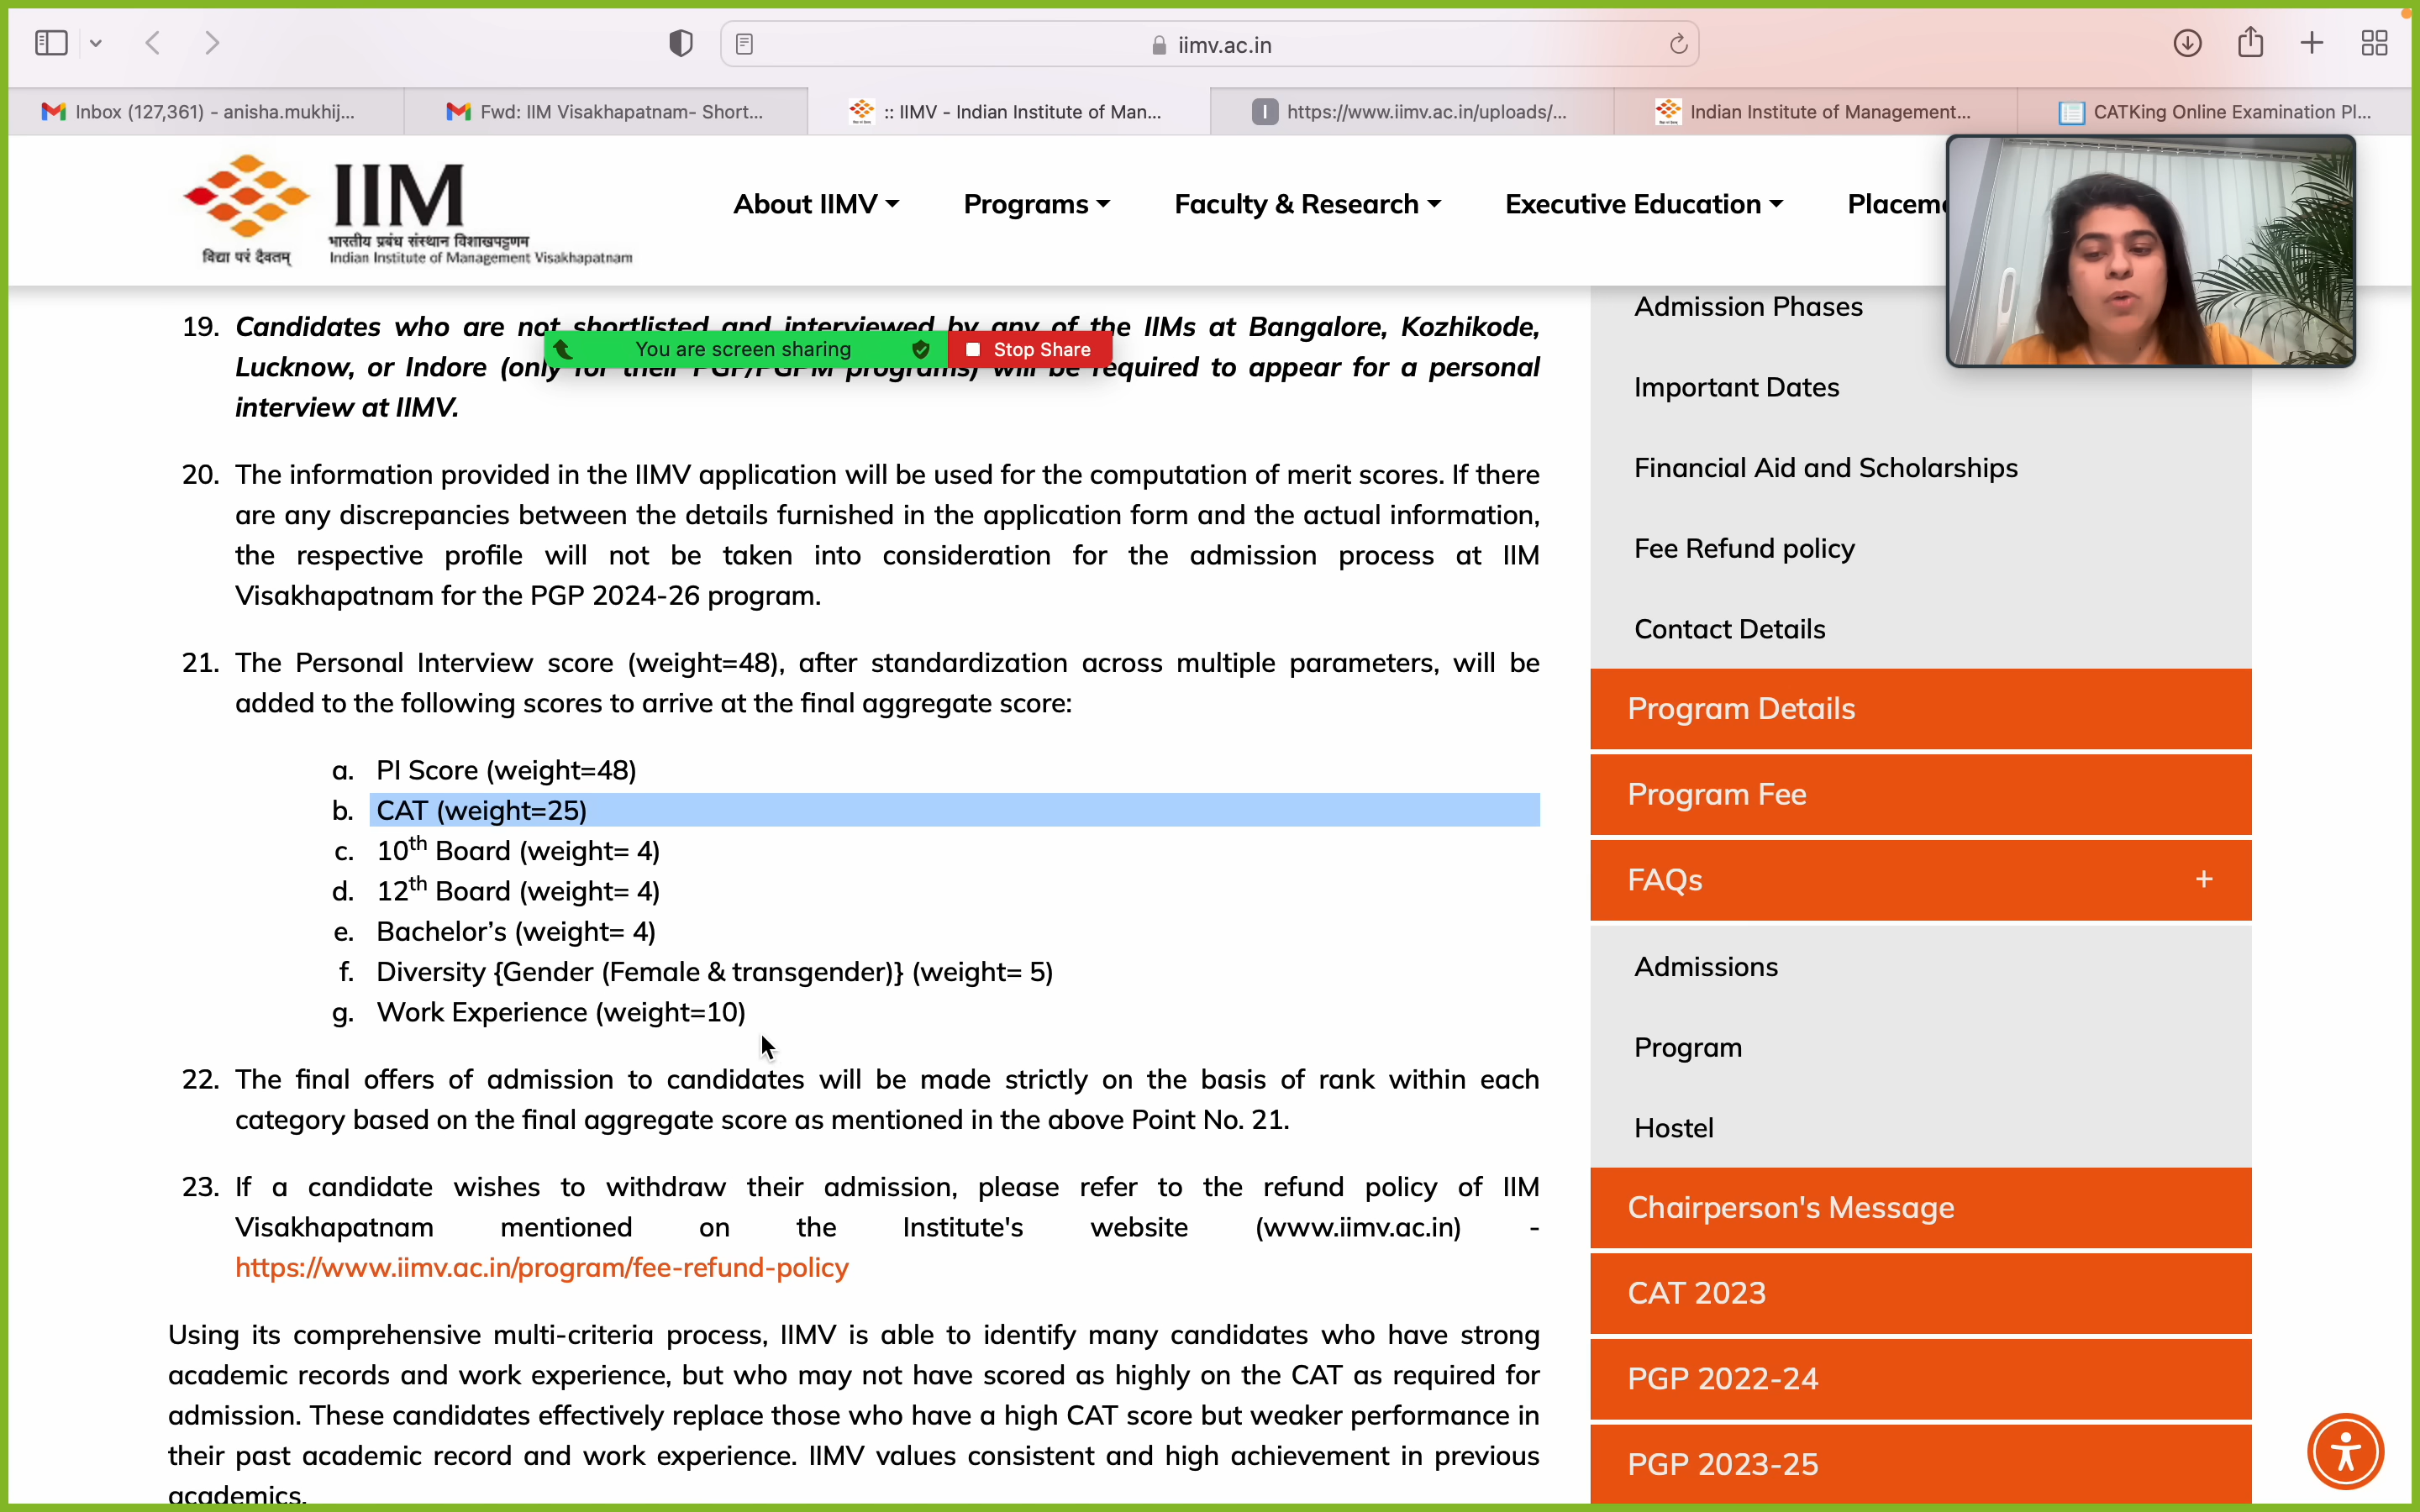 iimv.ac.in
Inbox (127,361) - anisha.mukhij...
Fwd: IIM Visakhapatnam- Short...
:: IIMV - Indian Institute of Man...
I https://www.iimv.ac.in/uploads/...
Indian Institute of Management...
CATKing Online Examination Pl...
IIM
भारतीय प्रबंध संस्थान विशाखपट्टणम
विद्या परं दैवतम्
Indian Institute of Management Visakhapatnam
About IIMV
Programs
Faculty & Research
Executive Education
Placeme
19. Candidates who are not shortlisted and interviewed by any of the IIMs at Bangalore, Kozhikode,
Lucknow, or Indore (only for their PGP/PGPM programs) will be required to appear for a personal
interview at IIMV.
You are screen sharing
Stop Share
20. The information provided in the IIMV application will be used for the computation of merit scores. If there
are any discrepancies between the details furnished in the application form and the actual information,
the respective profile will not be taken into consideration for the admission process at IIM
Visakhapatnam for the PGP 2024-26 program.
21. The Personal Interview score (weight=48), after standardization across multiple parameters, will be
added to the following scores to arrive at the final aggregate score:
a. PI Score (weight=48)
b. CAT (weight=25)
c. 10th Board (weight= 4)
d. 12th Board (weight= 4)
e. Bachelor’s (weight= 4)
f. Diversity {Gender (Female & transgender)} (weight= 5)
g. Work Experience (weight=10)
22. The final offers of admission to candidates will be made strictly on the basis of rank within each
category based on the final aggregate score as mentioned in the above Point No. 21.
23. If a candidate wishes to withdraw their admission, please refer to the refund policy of IIM
Visakhapatnam mentioned on the Institute's website (www.iimv.ac.in) -
https://www.iimv.ac.in/program/fee-refund-policy
Using its comprehensive multi-criteria process, IIMV is able to identify many candidates who have strong
academic records and work experience, but who may not have scored as highly on the CAT as required for
admission. These candidates effectively replace those who have a high CAT score but weaker performance in
their past academic record and work experience. IIMV values consistent and high achievement in previous
academics.
Admission Phases
Important Dates
Financial Aid and Scholarships
Fee Refund policy
Contact Details
Program Details
Program Fee
FAQs +
Admissions
Program
Hostel
Chairperson's Message
CAT 2023
PGP 2022-24
PGP 2023-25